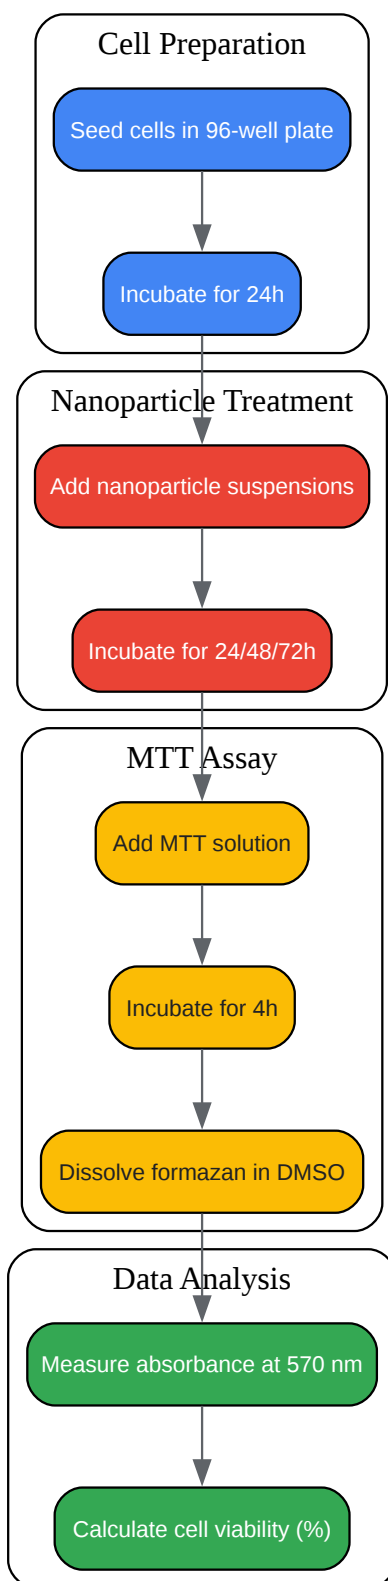 Cell Preparation
Seed cells in 96-well plate
Incubate for 24h
Nanoparticle Treatment
Add nanoparticle suspensions
Incubate for 24/48/72h
MTT Assay
Add MTT solution
Incubate for 4h
Dissolve formazan in DMSO
Data Analysis
Measure absorbance at 570 nm
Calculate cell viability (%)